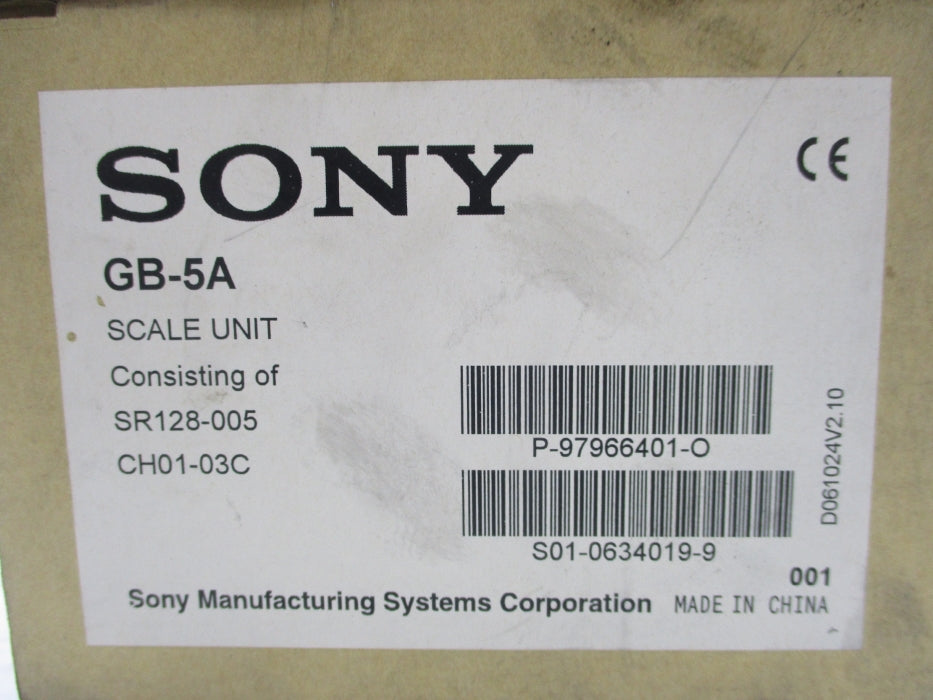 SONY
CE
GB-5A
SCALE UNIT
Consisting of
SR128-005
CH01-03C
P-97966401-O
S01-0634019-9
D061024V2.10
001
Sony Manufacturing Systems Corporation MADE IN CHINA